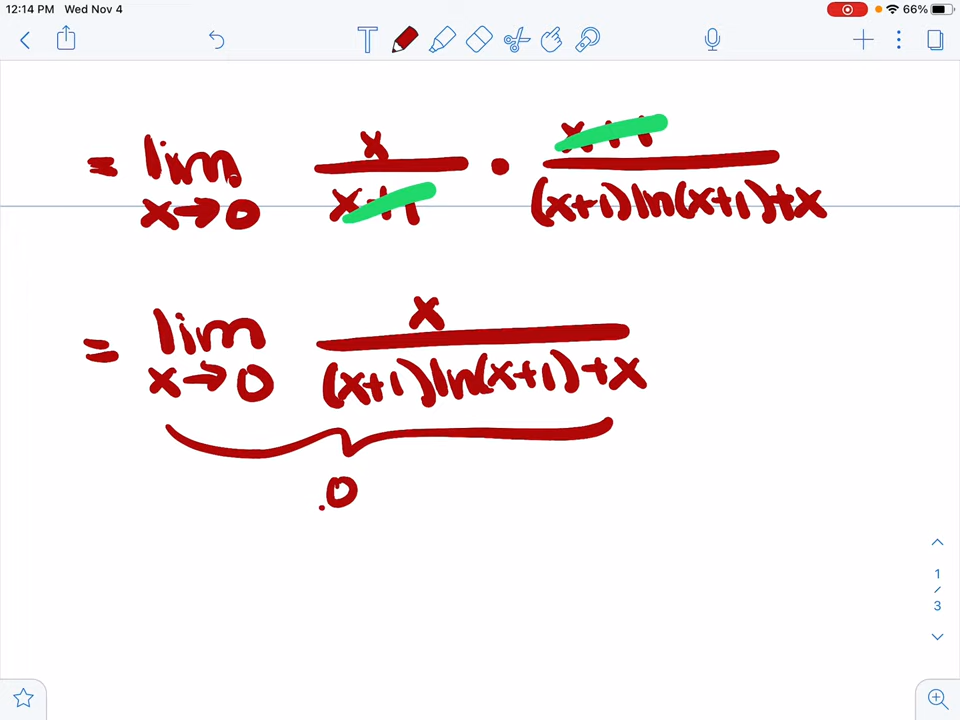 12:14 PM Wed Nov 4 66%
T
= lim x→0 x/(x+1) · (x+1)/((x+1)ln(x+1)+x)
= lim x→0 x/((x+1)ln(x+1)+x)
.0
1
/
3